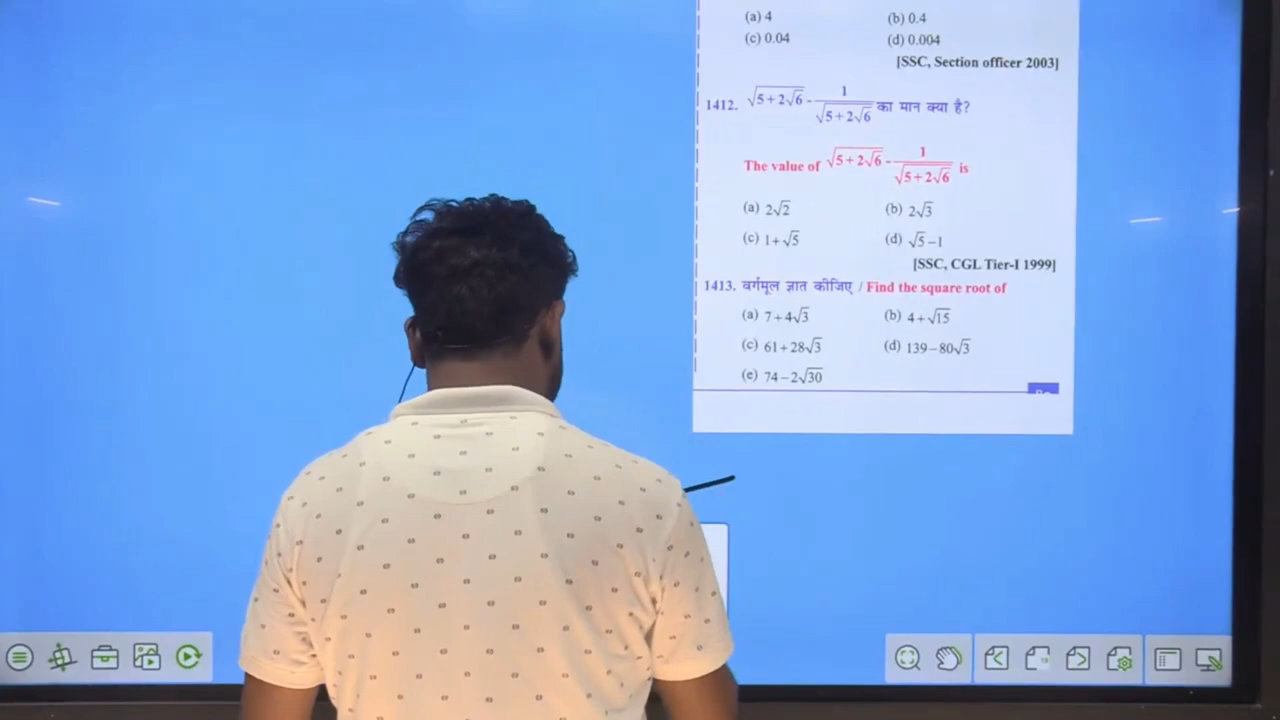 (a) 4 (b) 0.4
(c) 0.04 (d) 0.004
[SSC, Section officer 2003]
1412. √(5+2√6) - 1/√(5+2√6) का मान क्या है?
The value of √(5+2√6) - 1/√(5+2√6) is
(a) 2√2 (b) 2√3
(c) 1+√5 (d) √5−1
[SSC, CGL Tier-I 1999]
1413. वर्गमूल ज्ञात कीजिए / Find the square root of
(a) 7+4√3 (b) 4+√15
(c) 61+28√3 (d) 139−80√3
(e) 74−2√30